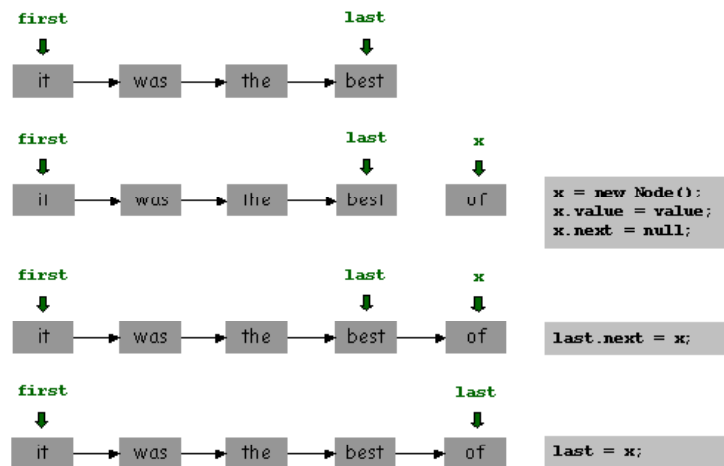 first last
it was the best
first last x
it was the best of
x = new Node();
x.value = value;
x.next = null;
first last x
it was the best of
last.next = x;
first last
it was the best of
last = x;